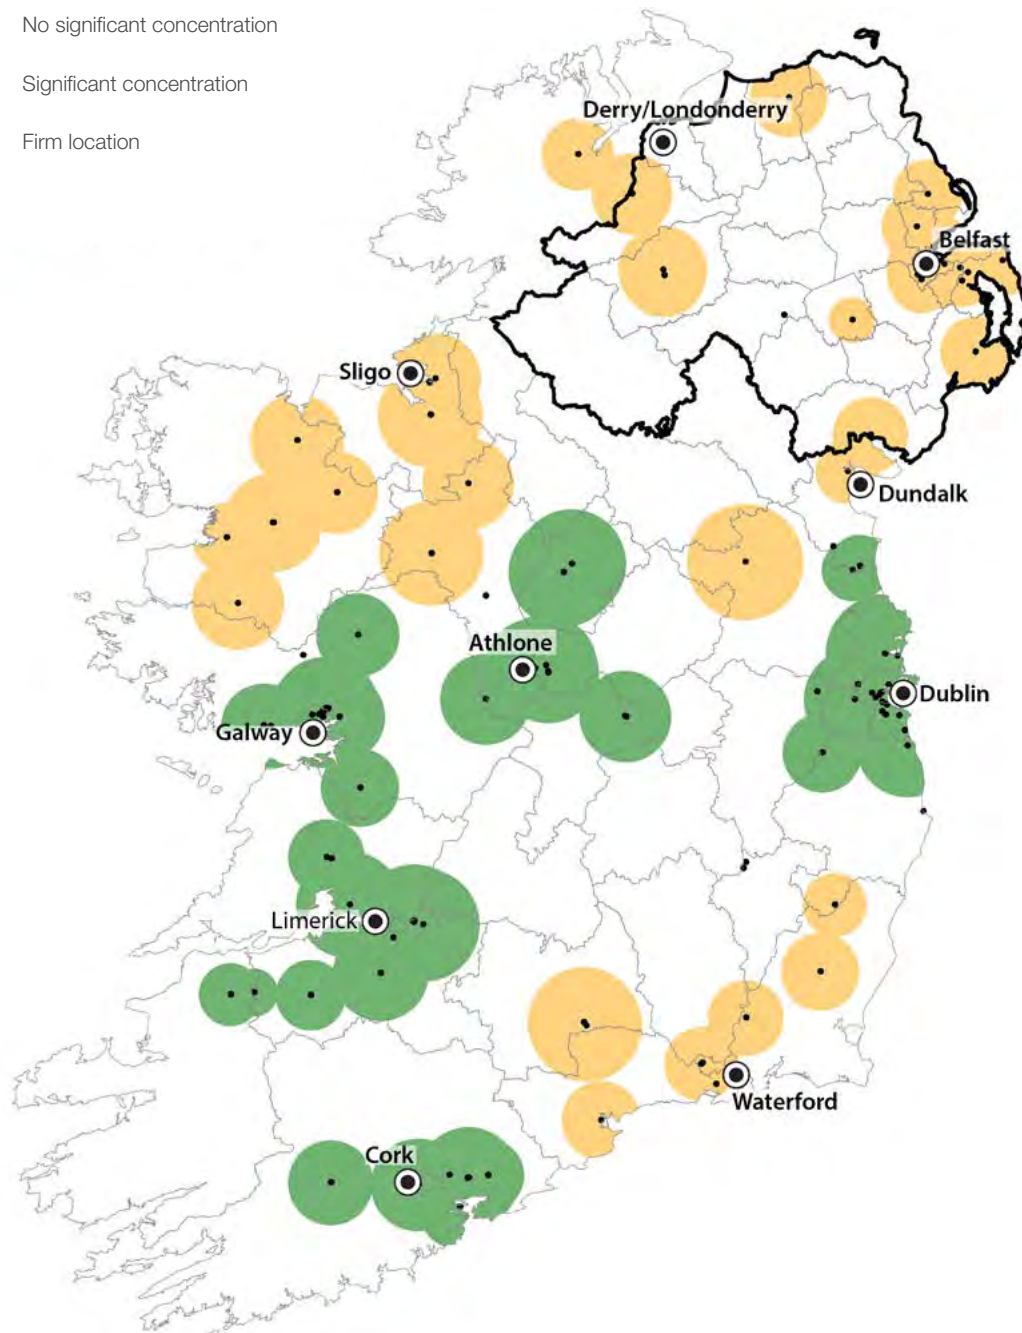 No significant concentration
Significant concentration
Firm location
Derry/Londonderry
Belfast
Sligo
Dundalk
Athlone
Dublin
Galway
Limerick
Waterford
Cork